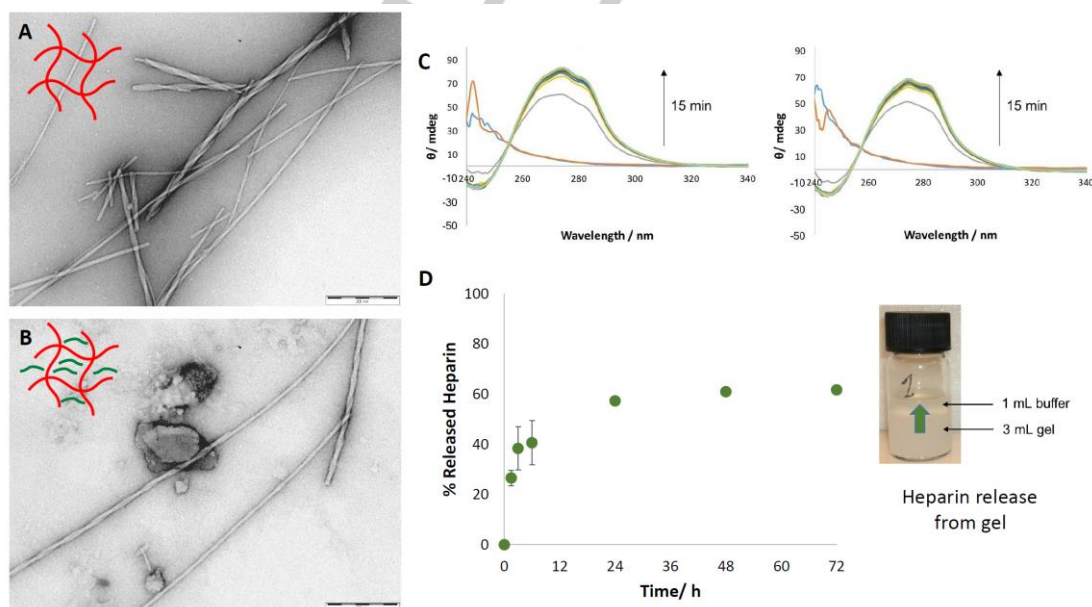 A
B
C
θ/ mdeg
90
70
50
30
10
-10
-30
-50
240
260
280
300
320
340
15 min
Wavelength / nm
θ/ mdeg
90
70
50
30
10
-10
-30
-50
240
260
280
300
320
340
15 min
Wavelength / nm
D
% Released Heparin
100
80
60
40
20
0
0
12
24
36
48
60
72
Time/ h
1 mL buffer
3 mL gel
Heparin release
from gel